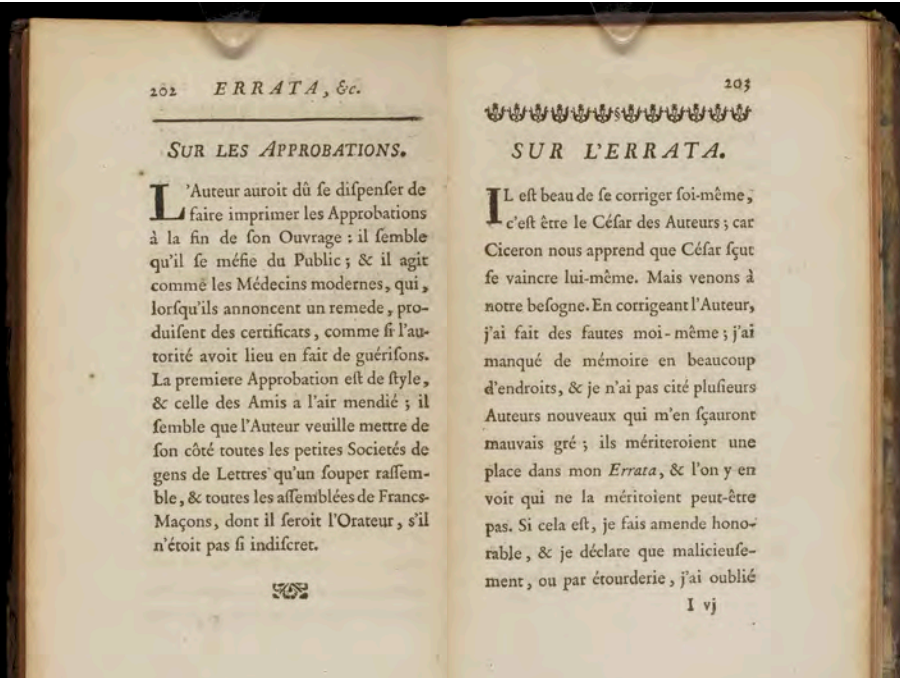 202 ERRATA, &c.
SUR LES APPROBATIONS.
L'Auteur auroit dû ſe diſpenſer de
faire imprimer les Approbations
à la fin de ſon Ouvrage : il ſemble
qu'il ſe méfie du Public ; & il agit
comme les Médecins modernes, qui,
lorſqu'ils annoncent un remede, pro-
duiſent des certificats, comme ſi l'au-
torité avoit lieu en fait de guériſons.
La premiere Approbation eſt de ſtyle,
& celle des Amis a l'air mendié ; il
ſemble que l'Auteur veuille mettre de
ſon côté toutes les petites Societés de
gens de Lettres qu'un ſouper raſſem-
ble, & toutes les aſſemblées de Francs-
Maçons, dont il ſeroit l'Orateur, s'il
n'étoit pas ſi indiſcret.
203
SUR L'ERRATA.
IL eſt beau de ſe corriger ſoi-même,
c'eſt être le Céſar des Auteurs ; car
Ciceron nous apprend que Céſar ſçut
ſe vaincre lui-même. Mais venons à
notre beſogne. En corrigeant l'Auteur,
j'ai fait des fautes moi-même ; j'ai
manqué de mémoire en beaucoup
d'endroits, & je n'ai pas cité pluſieurs
Auteurs nouveaux qui m'en ſçauront
mauvais gré ; ils mériteroient une
place dans mon Errata, & l'on y en
voit qui ne la méritoient peut-être
pas. Si cela eſt, je fais amende hono-
rable, & je déclare que malicieuſe-
ment, ou par étourderie, j'ai oublié
I vj